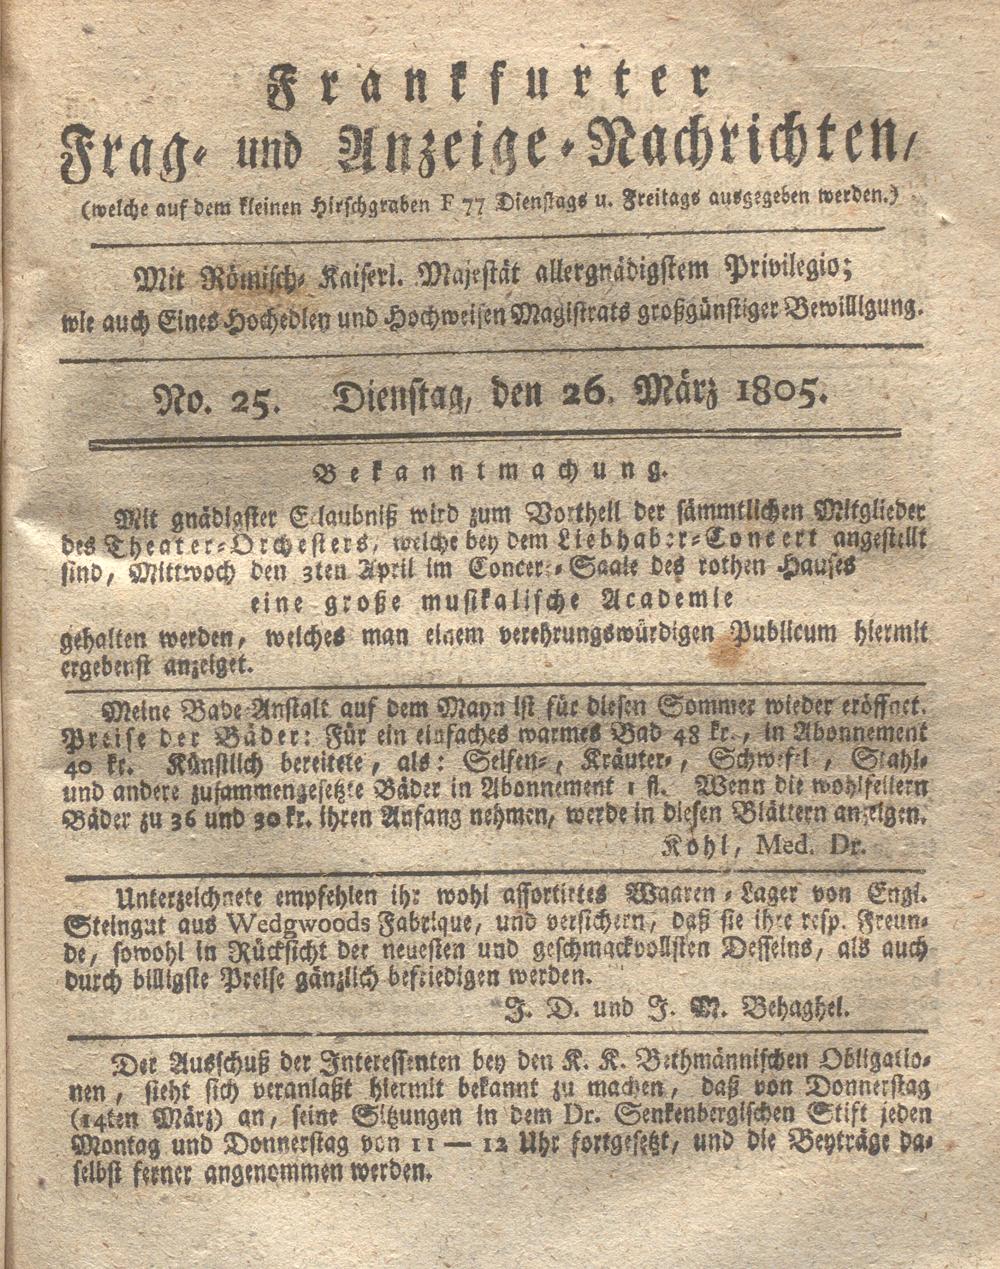 Frankfurter
Frag- und Anzeige-Nachrichten,
(welche auf dem kleinen Hirschgraben F 77 Dienstags u. Freitags ausgegeben werden.)
Mit Römisch- Kaiserl. Majestät allergnädigstem Privilegio;
wie auch Eines Hochedlen und Hochweisen Magistrats großgünstiger Bewilligung.
No. 25. Dienstag, den 26. März 1805.
Bekanntmachung.
Mit gnädigster Erlaubniß wird zum Vortheil der sämmtlichen Mitglieder
des Theater-Orchesters, welche bey dem Liebhaber-Concert angestellt
sind, Mittwoch den 3ten April im Concert-Saale des rothen Hauses
eine große musikalische Academie
gehalten werden, welches man einem verehrungswürdigen Publicum hiermit
ergebenst anzeiget.
Meine Bade-Anstalt auf dem Mayn ist für diesen Sommer wieder eröffnet.
Preise der Bäder: Für ein einfaches warmes Bad 48 kr., in Abonnement
40 kr. Künstlich bereitete, als: Seifen-, Kräuter-, Schwefel, Stahl-
und andere zusammengesetzte Bäder in Abonnement 1 fl. Wenn die wohlfeilern
Bäder zu 36 und 30 kr. ihren Anfang nehmen, werde in diesen Blättern anzeigen.
Kohl, Med. Dr.
Unterzeichnete empfehlen ihr wohl assortirtes Waaren-Lager von Engl.
Steingut aus Wedgwoods Fabrique, und versichern, daß sie ihre resp. Freun-
de, sowohl in Rücksicht der neuesten und geschmackvollsten Desseins, als auch
durch billigste Preise gänzlich befriedigen werden.
J. D. und J. M. Behaghel.
Der Ausschuß der Interessenten bey den K. K. Bethmännischen Obligatio-
nen, sieht sich veranlaßt hiermit bekannt zu machen, daß von Donnerstag
(14ten März) an, seine Sitzungen in dem Dr. Senkenbergischen Stift jeden
Montag und Donnerstag von 11 — 12 Uhr fortgesetzt, und die Beyträge da-
selbst ferner angenommen werden.